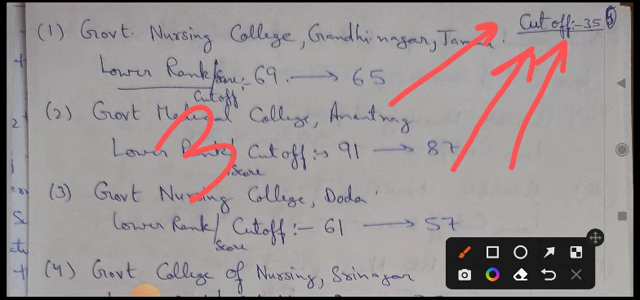 Cut off:-35
(1) Govt. Nursing College, Gandhinagar,
Lower Rank/Score Cutoff :- 69. → 65
(2) Govt Medical College, Anantnag
Lower Rank/Score Cutoff :→ 91 → 87
(3) Govt Nursing College, Doda
Lower Rank/Score Cutoff :- 61 → 57
(4) Govt College of Nursing, Srinagar
3